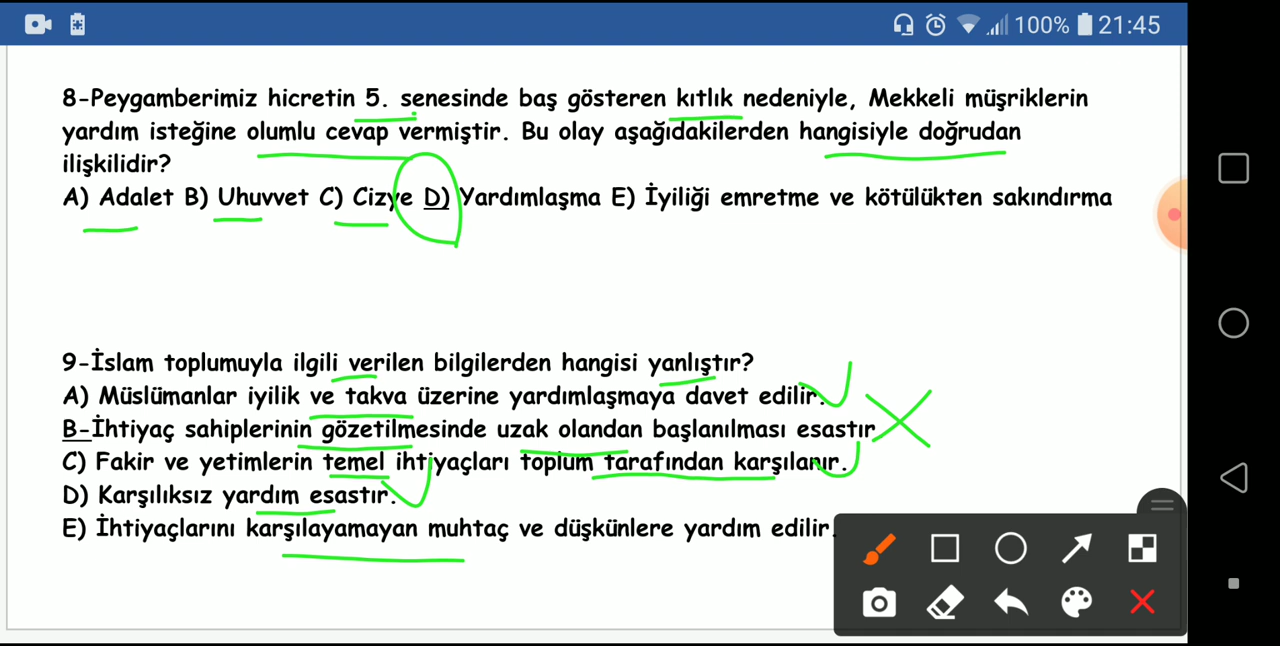 100% 21:45
8-Peygamberimiz hicretin 5. senesinde baş gösteren kıtlık nedeniyle, Mekkeli müşriklerin
yardım isteğine olumlu cevap vermiştir. Bu olay aşağıdakilerden hangisiyle doğrudan
ilişkilidir?
A) Adalet B) Uhuvvet C) Cizye D) Yardımlaşma E) İyiliği emretme ve kötülükten sakındırma
9-İslam toplumuyla ilgili verilen bilgilerden hangisi yanlıştır?
A) Müslümanlar iyilik ve takva üzerine yardımlaşmaya davet edilir.
B-İhtiyaç sahiplerinin gözetilmesinde uzak olandan başlanılması esastır
C) Fakir ve yetimlerin temel ihtiyaçları toplum tarafından karşılanır.
D) Karşılıksız yardım esastır.
E) İhtiyaçlarını karşılayamayan muhtaç ve düşkünlere yardım edilir.